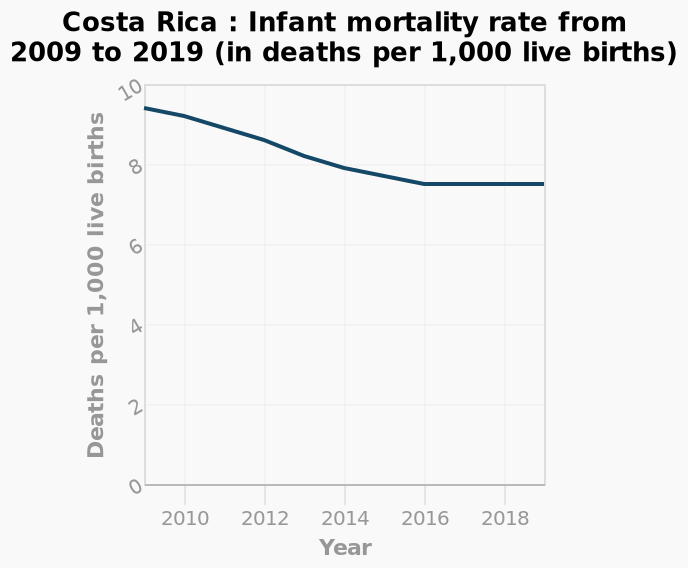 Costa Rica : Infant mortality rate from
2009 to 2019 (in deaths per 1,000 live births)
Deaths per 1,000 live births
10
8
6
4
2
0
2010 2012 2014 2016 2018
Year